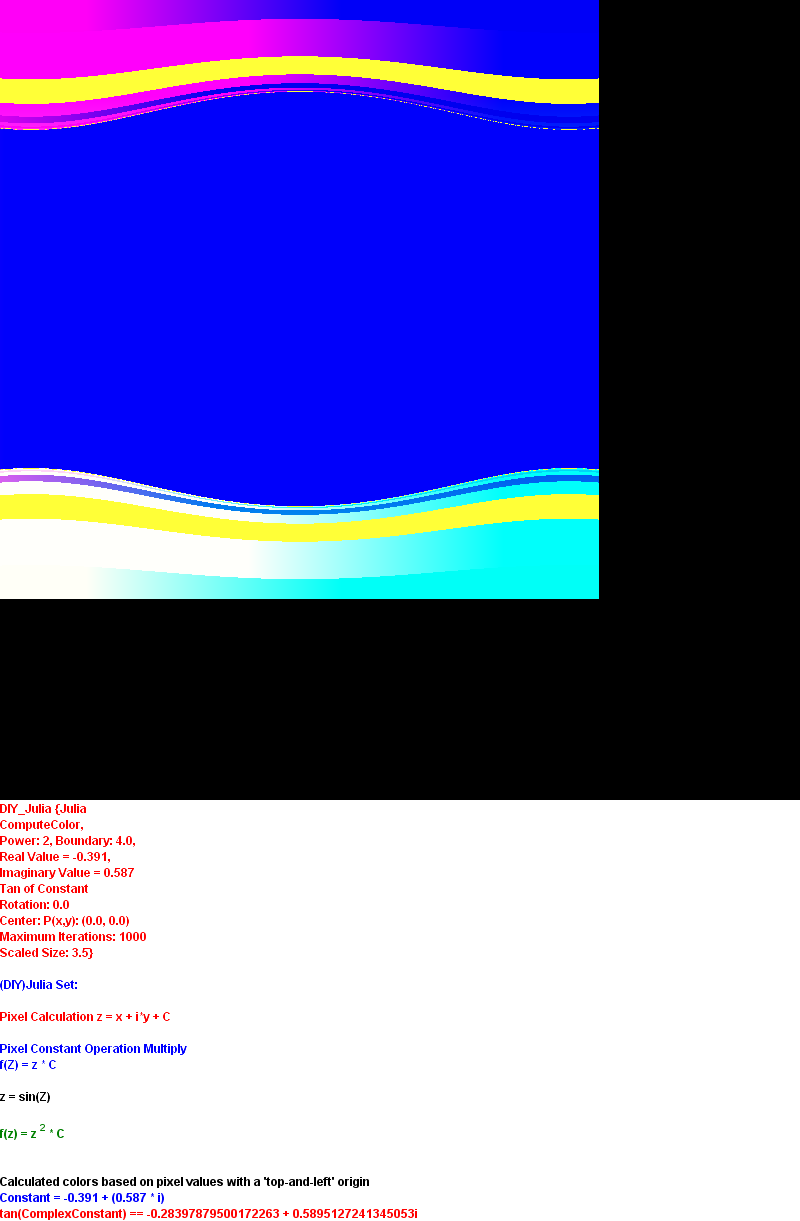 DIY_Julia {Julia
ComputeColor,
Power: 2, Boundary: 4.0,
Real Value = -0.391,
Imaginary Value = 0.587
Tan of Constant
Rotation: 0.0
Center: P(x,y): (0.0, 0.0)
Maximum Iterations: 1000
Scaled Size: 3.5}
(DIY)Julia Set:
Pixel Calculation z = x + i*y + C
Pixel Constant Operation Multiply
f(Z) = z * C
z = sin(Z)
f(z) = z ² * C
Calculated colors based on pixel values with a 'top-and-left' origin
Constant = -0.391 + (0.587 * i)
tan(ComplexConstant) == -0.28397879500172263 + 0.5895127241345053i